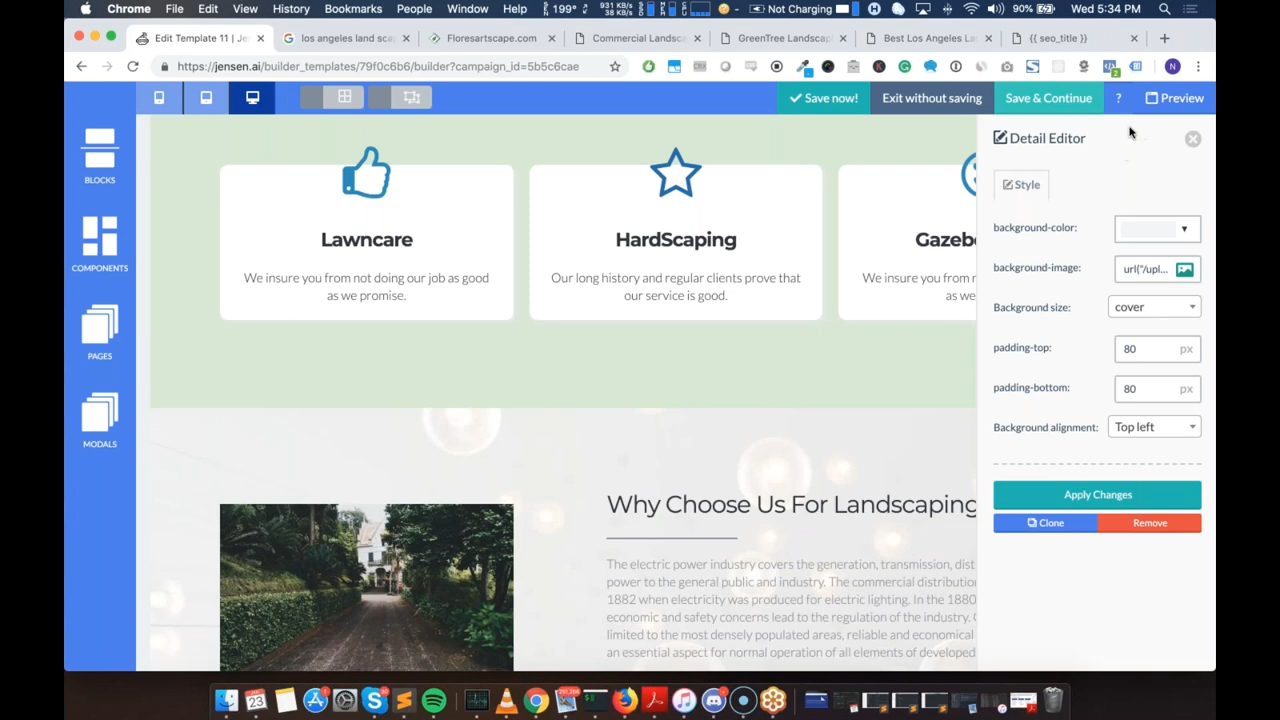 Chrome File Edit View History Bookmarks People Window Help
199° 931 KB/s 38 KB/s Not Charging 90% Wed 5:34 PM
Edit Template 11 | Je
los angeles land sca
Floresartscape.com
Commercial Landsca
GreenTree Landscap
Best Los Angeles La
{{ seo_title }}
https://jensen.ai/builder_templates/79f0c6b6/builder?campaign_id=5b5c6cae
N
Save now!
Exit without saving
Save & Continue
?
Preview
BLOCKS
COMPONENTS
PAGES
MODALS
Lawncare
We insure you from not doing our job as good
as we promise.
HardScaping
Our long history and regular clients prove that
our service is good.
Gazeb
We insure you from n
as we
Why Choose Us For Landscaping
The electric power industry covers the generation, transmission, dist
power to the general public and industry. The commercial distributio
1882 when electricity was produced for electric lighting. In the 1880
economic and safety concerns lead to the regulation of the industry.
limited to the most densely populated areas, reliable and economical
an essential aspect for normal operation of all elements of developed
Detail Editor
Style
background-color:
background-image: url("/upl...
Background size: cover
padding-top: 80 px
padding-bottom: 80 px
Background alignment: Top left
Apply Changes
Clone
Remove
23